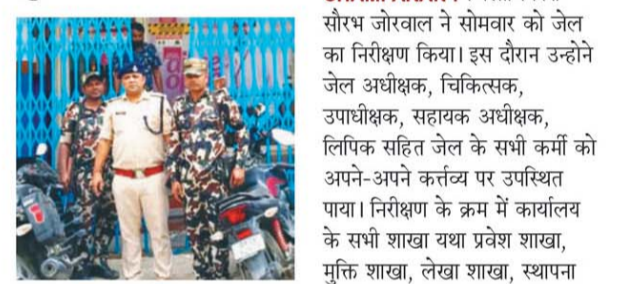 सौरभ जोरवाल ने सोमवार को जेल
का निरीक्षण किया। इस दौरान उन्होने
जेल अधीक्षक, चिकित्सक,
उपाधीक्षक, सहायक अधीक्षक,
लिपिक सहित जेल के सभी कर्मी को
अपने-अपने कर्त्तव्य पर उपस्थित
पाया। निरीक्षण के क्रम में कार्यालय
के सभी शाखा यथा प्रवेश शाखा,
मुक्ति शाखा, लेखा शाखा, स्थापना